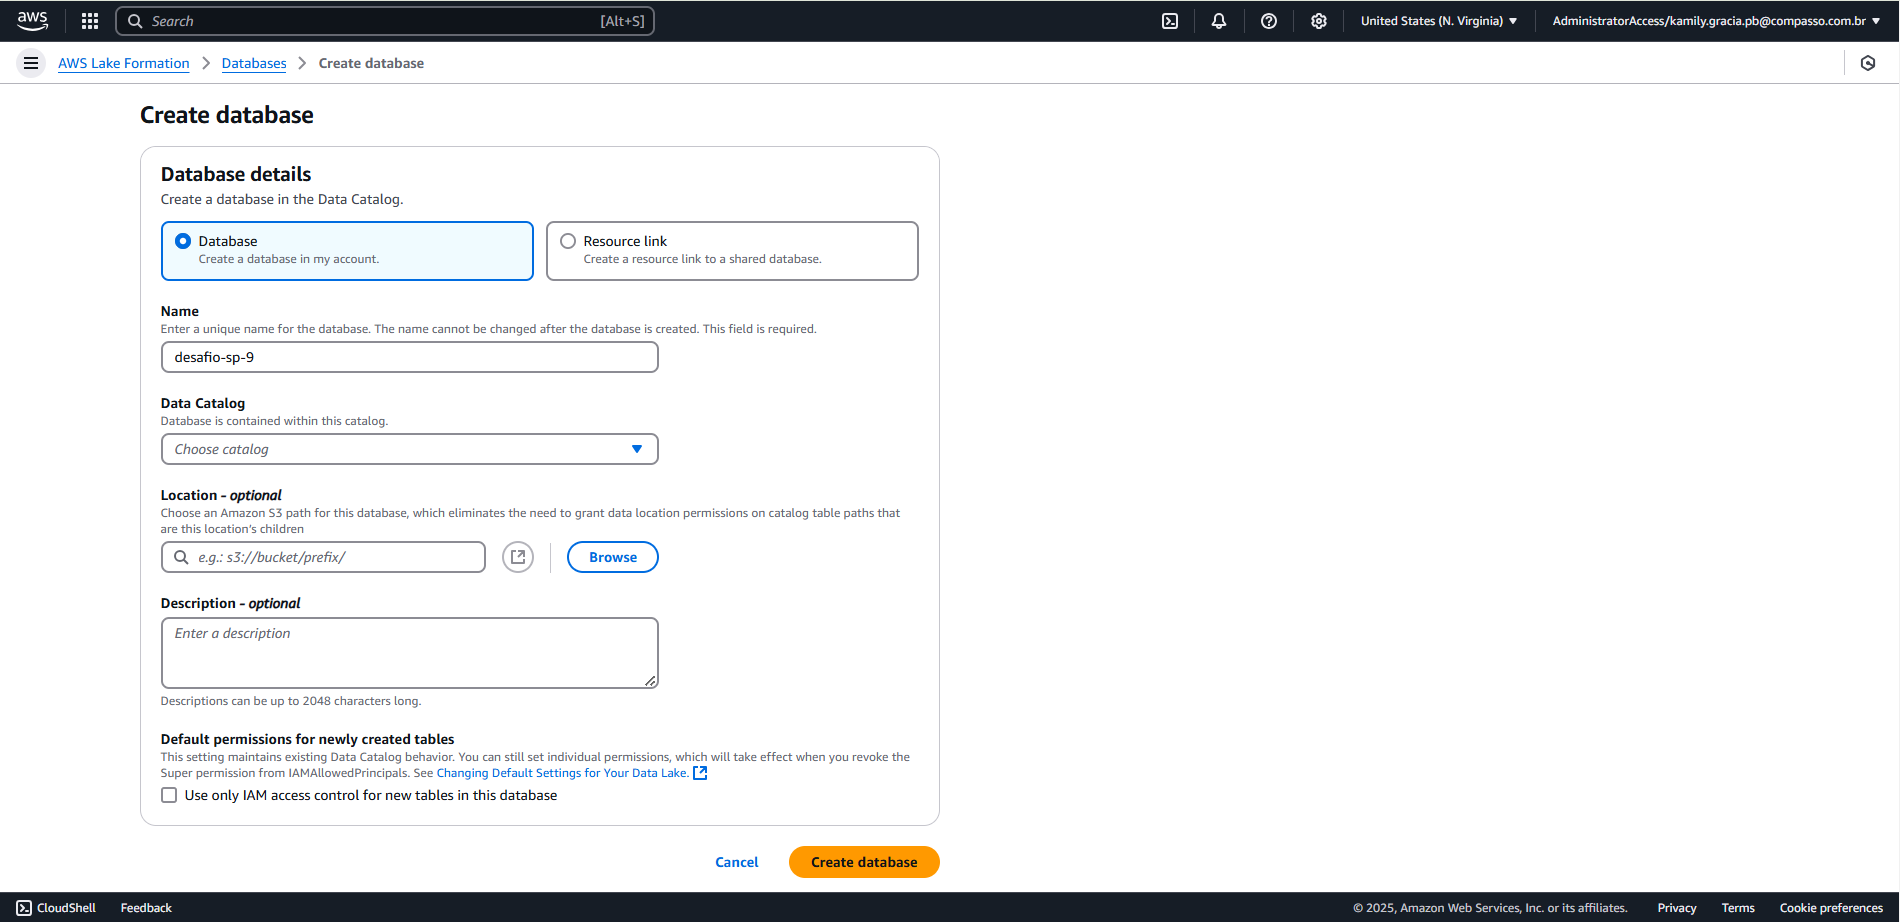 aws
Search [Alt+S]
United States (N. Virginia)
AdministratorAccess/kamily.gracia.pb@compasso.com.br
AWS Lake Formation > Databases > Create database
Create database
Database details
Create a database in the Data Catalog.
Database
Create a database in my account.
Resource link
Create a resource link to a shared database.
Name
Enter a unique name for the database. The name cannot be changed after the database is created. This field is required.
desafio-sp-9
Data Catalog
Database is contained within this catalog.
Choose catalog
Location - optional
Choose an Amazon S3 path for this database, which eliminates the need to grant data location permissions on catalog table paths that
are this location's children
e.g.: s3://bucket/prefix/
Browse
Description - optional
Enter a description
Descriptions can be up to 2048 characters long.
Default permissions for newly created tables
This setting maintains existing Data Catalog behavior. You can still set individual permissions, which will take effect when you revoke the
Super permission from IAMAllowedPrincipals. See Changing Default Settings for Your Data Lake.
Use only IAM access control for new tables in this database
Cancel
Create database
CloudShell
Feedback
© 2025, Amazon Web Services, Inc. or its affiliates.
Privacy
Terms
Cookie preferences